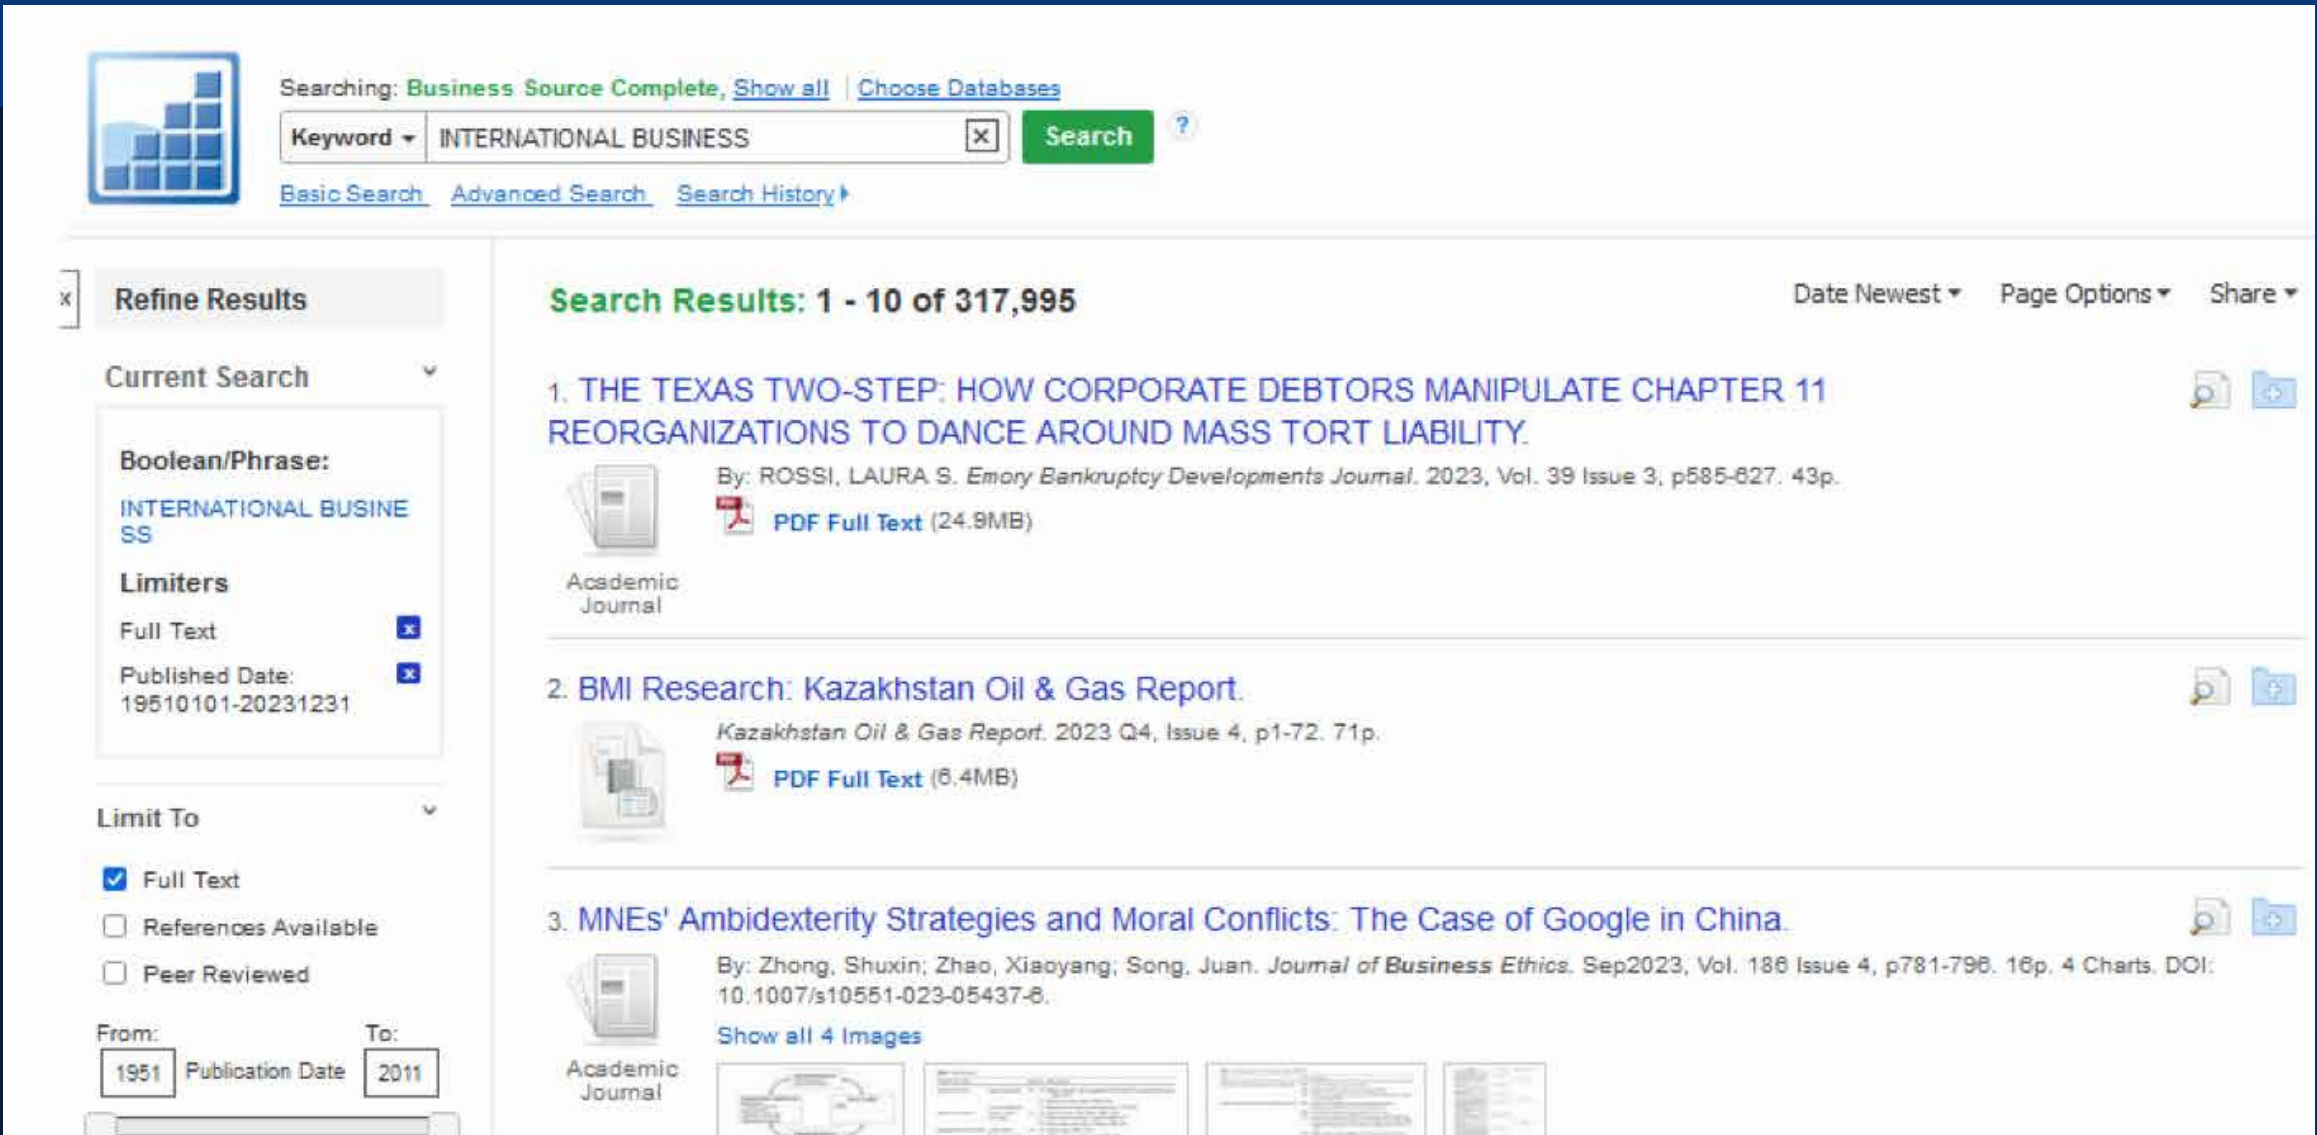 Searching: Business Source Complete, Show all | Choose Databases
Keyword INTERNATIONAL BUSINESS x Search ?
Basic Search Advanced Search Search History
x Refine Results
Current Search
Boolean/Phrase:
INTERNATIONAL BUSINE
SS
Limiters
Full Text x
Published Date: x
19510101-20231231
Limit To
Full Text
References Available
Peer Reviewed
From: To:
1951 Publication Date 2011
Search Results: 1 - 10 of 317,995
Date Newest Page Options Share
1. THE TEXAS TWO-STEP: HOW CORPORATE DEBTORS MANIPULATE CHAPTER 11
REORGANIZATIONS TO DANCE AROUND MASS TORT LIABILITY.
By: ROSSI, LAURA S. Emory Bankruptcy Developments Journal. 2023, Vol. 39 Issue 3, p585-627. 43p.
PDF Full Text (24.9MB)
Academic
Journal
2. BMI Research: Kazakhstan Oil & Gas Report.
Kazakhstan Oil & Gas Report. 2023 Q4, Issue 4, p1-72. 71p.
PDF Full Text (6.4MB)
3. MNEs' Ambidexterity Strategies and Moral Conflicts: The Case of Google in China.
By: Zhong, Shuxin; Zhao, Xiaoyang; Song, Juan. Journal of Business Ethics. Sep2023, Vol. 186 Issue 4, p781-796. 16p. 4 Charts. DOI:
10.1007/s10551-023-05437-6.
Show all 4 Images
Academic
Journal